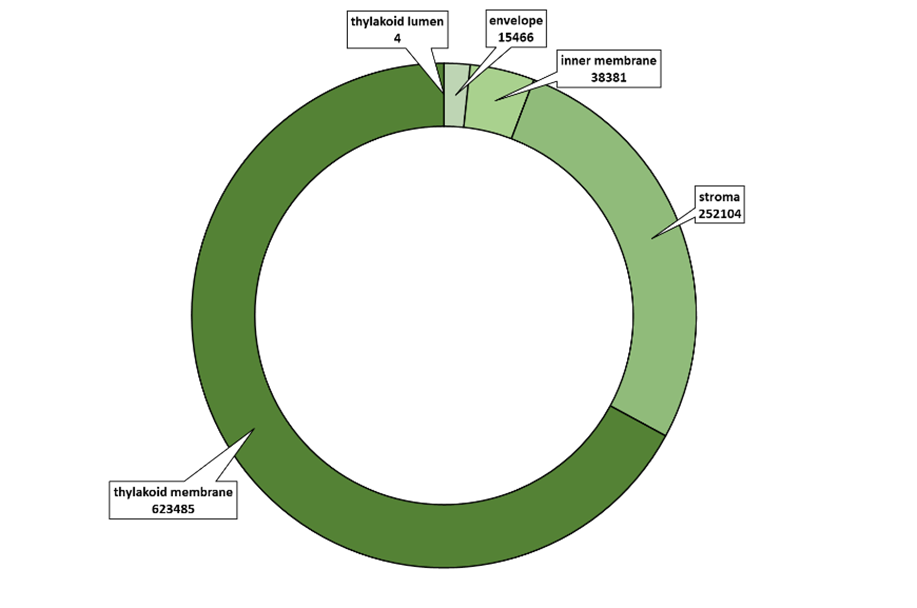 thylakoid lumen
4
envelope
15466
inner membrane
38381
stroma
252104
thylakoid membrane
623485